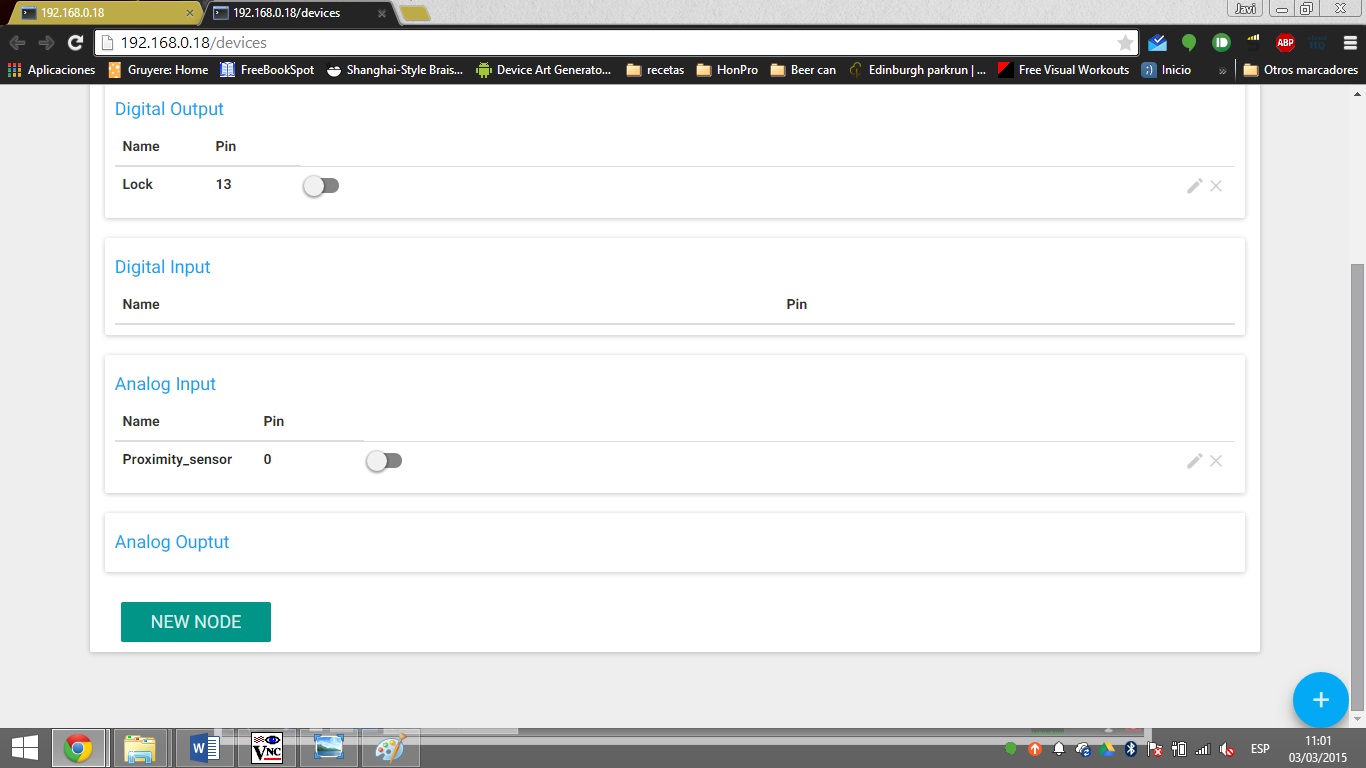 192.168.0.18
192.168.0.18/devices
Javi
192.168.0.18/devices
ABP
Aplicaciones
Gruyere: Home
FreeBookSpot
Shanghai-Style Brais...
Device Art Generato...
recetas
HonPro
Beer can
Edinburgh parkrun | ...
Free Visual Workouts
Inicio
»
Otros marcadores
Digital Output
Name Pin
Lock 13
Digital Input
Name Pin
Analog Input
Name Pin
Proximity_sensor 0
Analog Ouptut
NEW NODE
+
VNC
ESP
11:01
03/03/2015